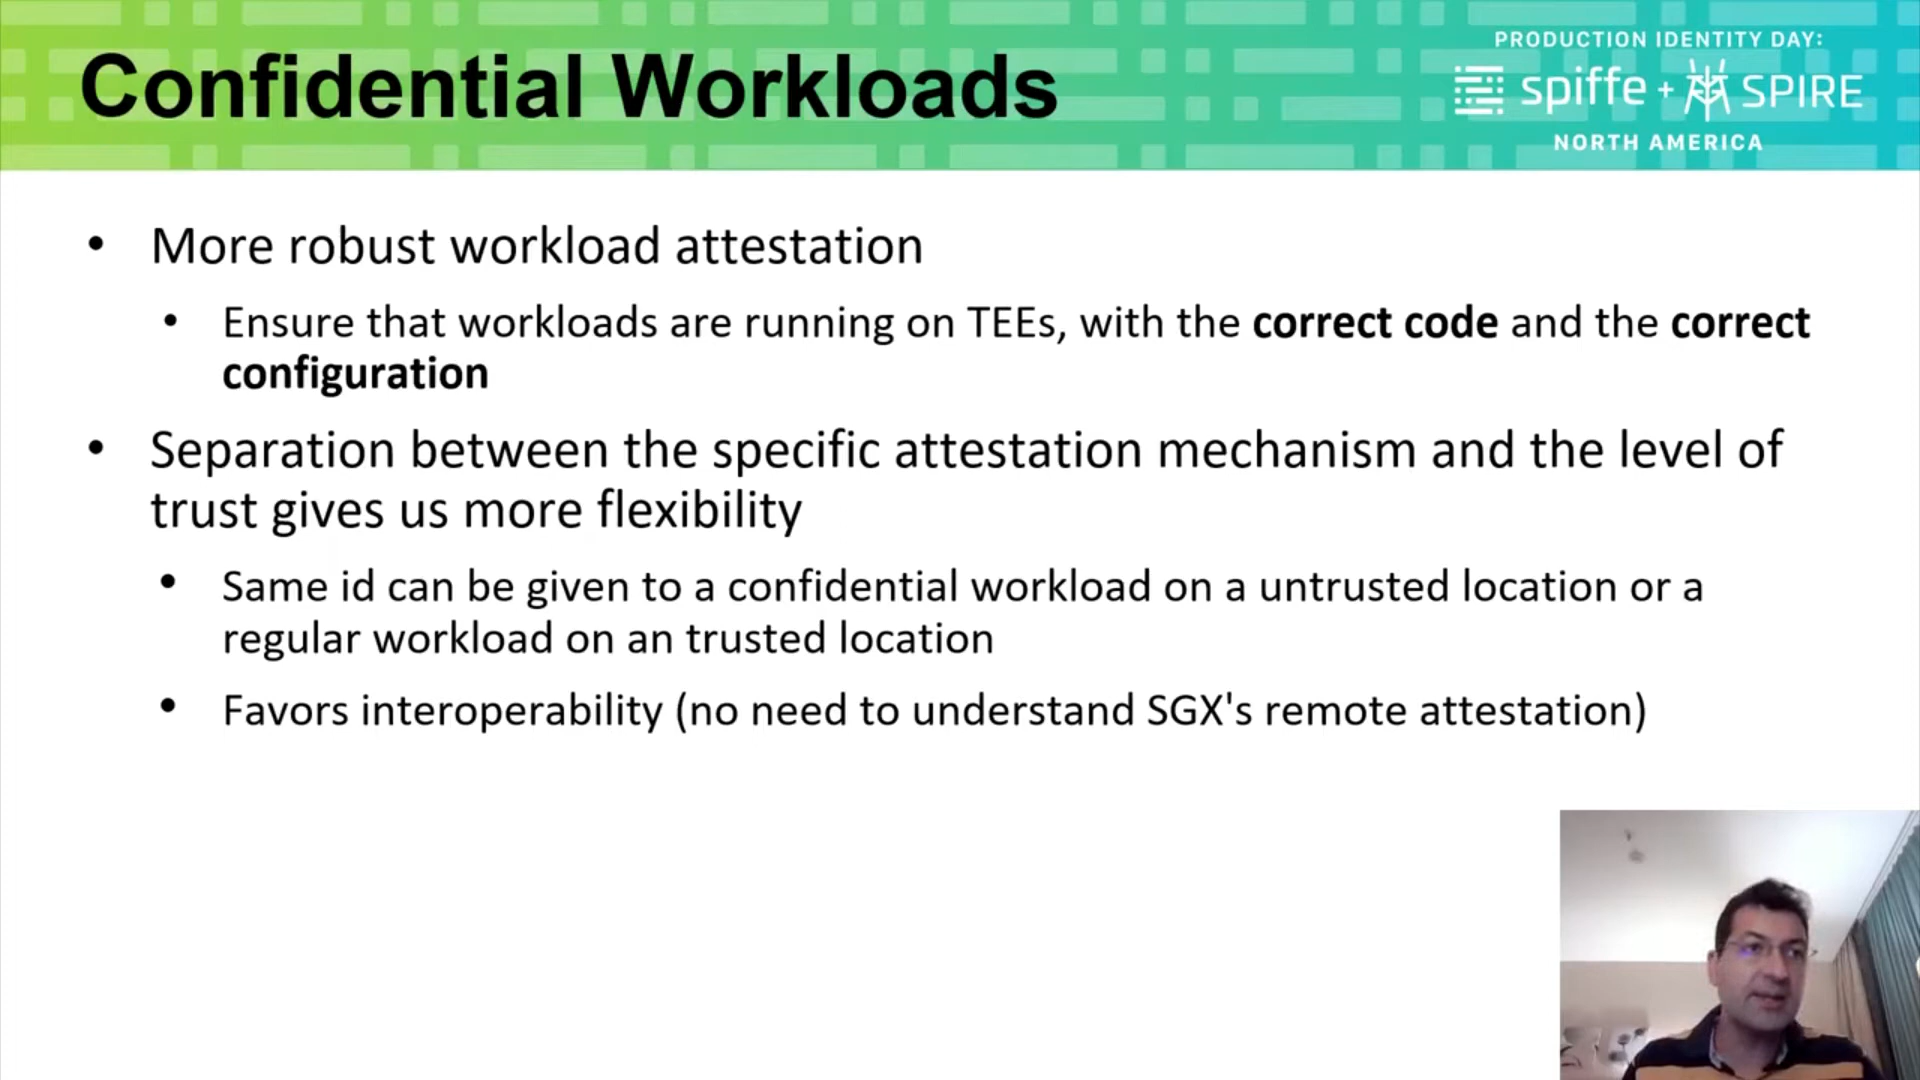 Confidential Workloads
PRODUCTION IDENTITY DAY:
spiffe + SPIRE
NORTH AMERICA
• More robust workload attestation
• Ensure that workloads are running on TEEs, with the correct code and the correct
configuration
• Separation between the specific attestation mechanism and the level of
trust gives us more flexibility
• Same id can be given to a confidential workload on a untrusted location or a
regular workload on an trusted location
• Favors interoperability (no need to understand SGX's remote attestation)